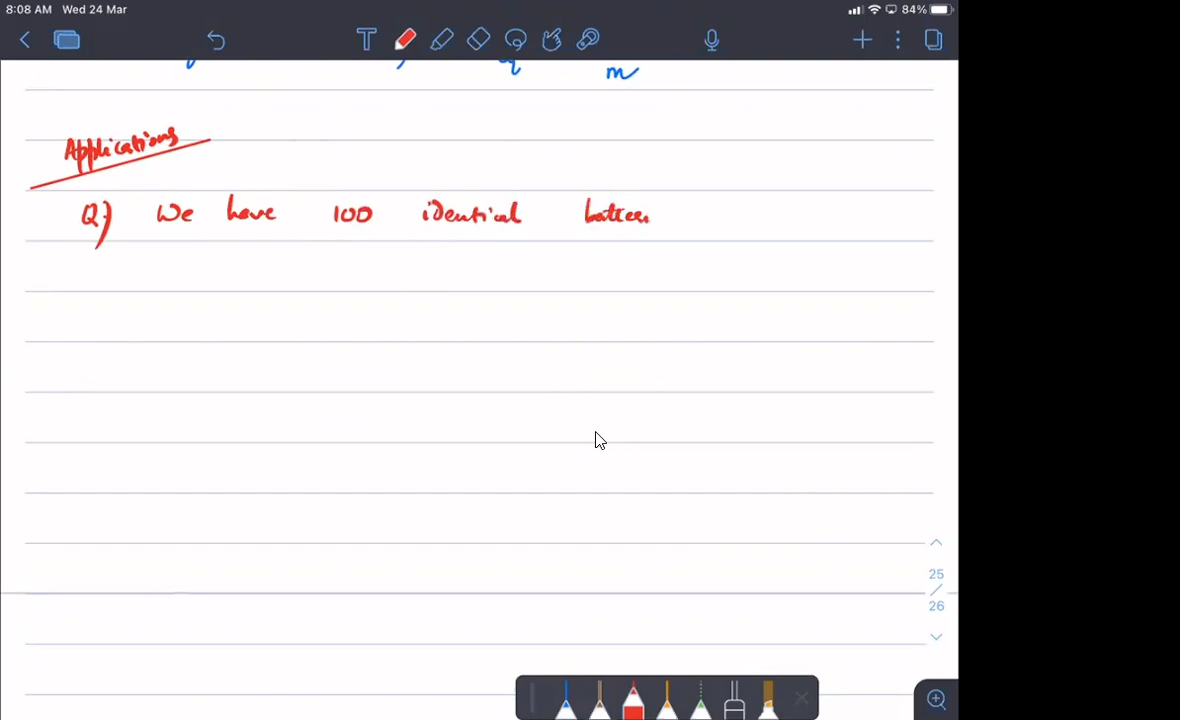 8:08 AM Wed 24 Mar 84%
Applications
Q) We have 100 identical
25
26